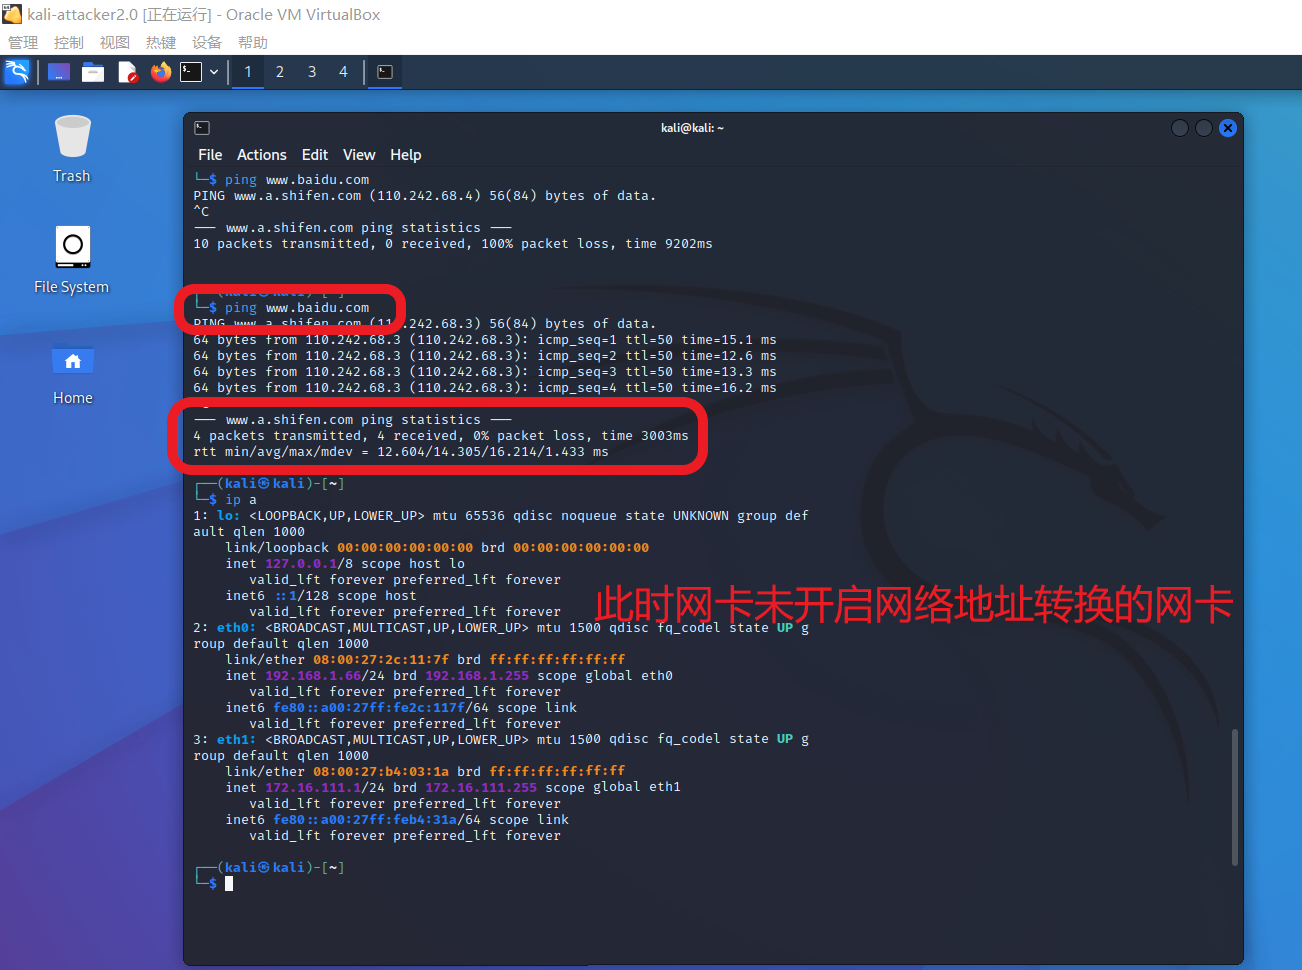 kali-attacker2.0 [正在运行] - Oracle VM VirtualBox
管理 控制 视图 热键 设备 帮助
1 2 3 4
Trash
File System
Home
kali@kali: ~
File Actions Edit View Help
└─$ ping www.baidu.com
PING www.a.shifen.com (110.242.68.4) 56(84) bytes of data.
^C
--- www.a.shifen.com ping statistics ---
10 packets transmitted, 0 received, 100% packet loss, time 9202ms
┌──(kali㉿kali)-[~]
└─$ ping www.baidu.com
PING www.a.shifen.com (110.242.68.3) 56(84) bytes of data.
64 bytes from 110.242.68.3 (110.242.68.3): icmp_seq=1 ttl=50 time=15.1 ms
64 bytes from 110.242.68.3 (110.242.68.3): icmp_seq=2 ttl=50 time=12.6 ms
64 bytes from 110.242.68.3 (110.242.68.3): icmp_seq=3 ttl=50 time=13.3 ms
64 bytes from 110.242.68.3 (110.242.68.3): icmp_seq=4 ttl=50 time=16.2 ms
--- www.a.shifen.com ping statistics ---
4 packets transmitted, 4 received, 0% packet loss, time 3003ms
rtt min/avg/max/mdev = 12.604/14.305/16.214/1.433 ms
┌──(kali㉿kali)-[~]
└─$ ip a
1: lo: <LOOPBACK,UP,LOWER_UP> mtu 65536 qdisc noqueue state UNKNOWN group def
ault qlen 1000
link/loopback 00:00:00:00:00:00 brd 00:00:00:00:00:00
inet 127.0.0.1/8 scope host lo
valid_lft forever preferred_lft forever
inet6 ::1/128 scope host
valid_lft forever preferred_lft forever
此时网卡未开启网络地址转换的网卡
2: eth0: <BROADCAST,MULTICAST,UP,LOWER_UP> mtu 1500 qdisc fq_codel state UP g
roup default qlen 1000
link/ether 08:00:27:2c:11:7f brd ff:ff:ff:ff:ff:ff
inet 192.168.1.66/24 brd 192.168.1.255 scope global eth0
valid_lft forever preferred_lft forever
inet6 fe80::a00:27ff:fe2c:117f/64 scope link
valid_lft forever preferred_lft forever
3: eth1: <BROADCAST,MULTICAST,UP,LOWER_UP> mtu 1500 qdisc fq_codel state UP g
roup default qlen 1000
link/ether 08:00:27:b4:03:1a brd ff:ff:ff:ff:ff:ff
inet 172.16.111.1/24 brd 172.16.111.255 scope global eth1
valid_lft forever preferred_lft forever
inet6 fe80::a00:27ff:feb4:31a/64 scope link
valid_lft forever preferred_lft forever
┌──(kali㉿kali)-[~]
└─$